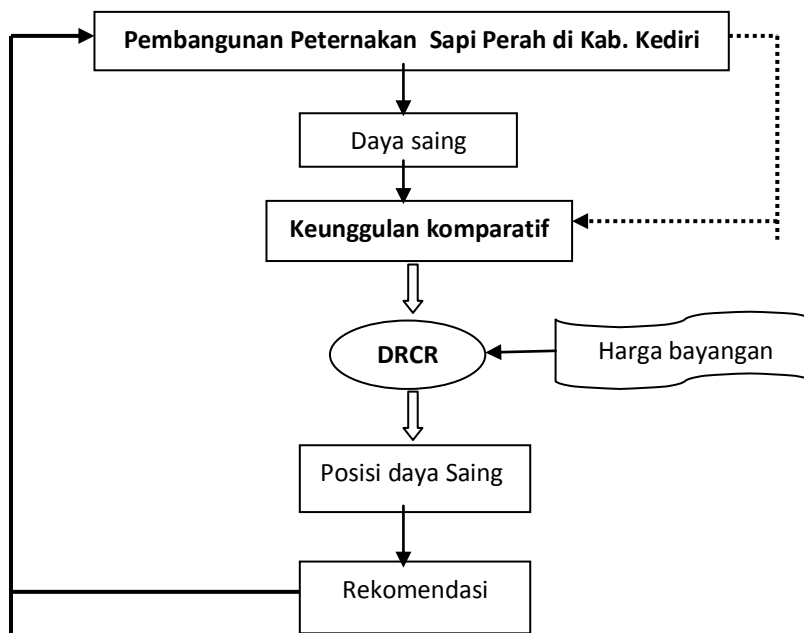 Pembangunan Peternakan Sapi Perah di Kab. Kediri
Daya saing
Keunggulan komparatif
DRCR
Harga bayangan
Posisi daya Saing
Rekomendasi